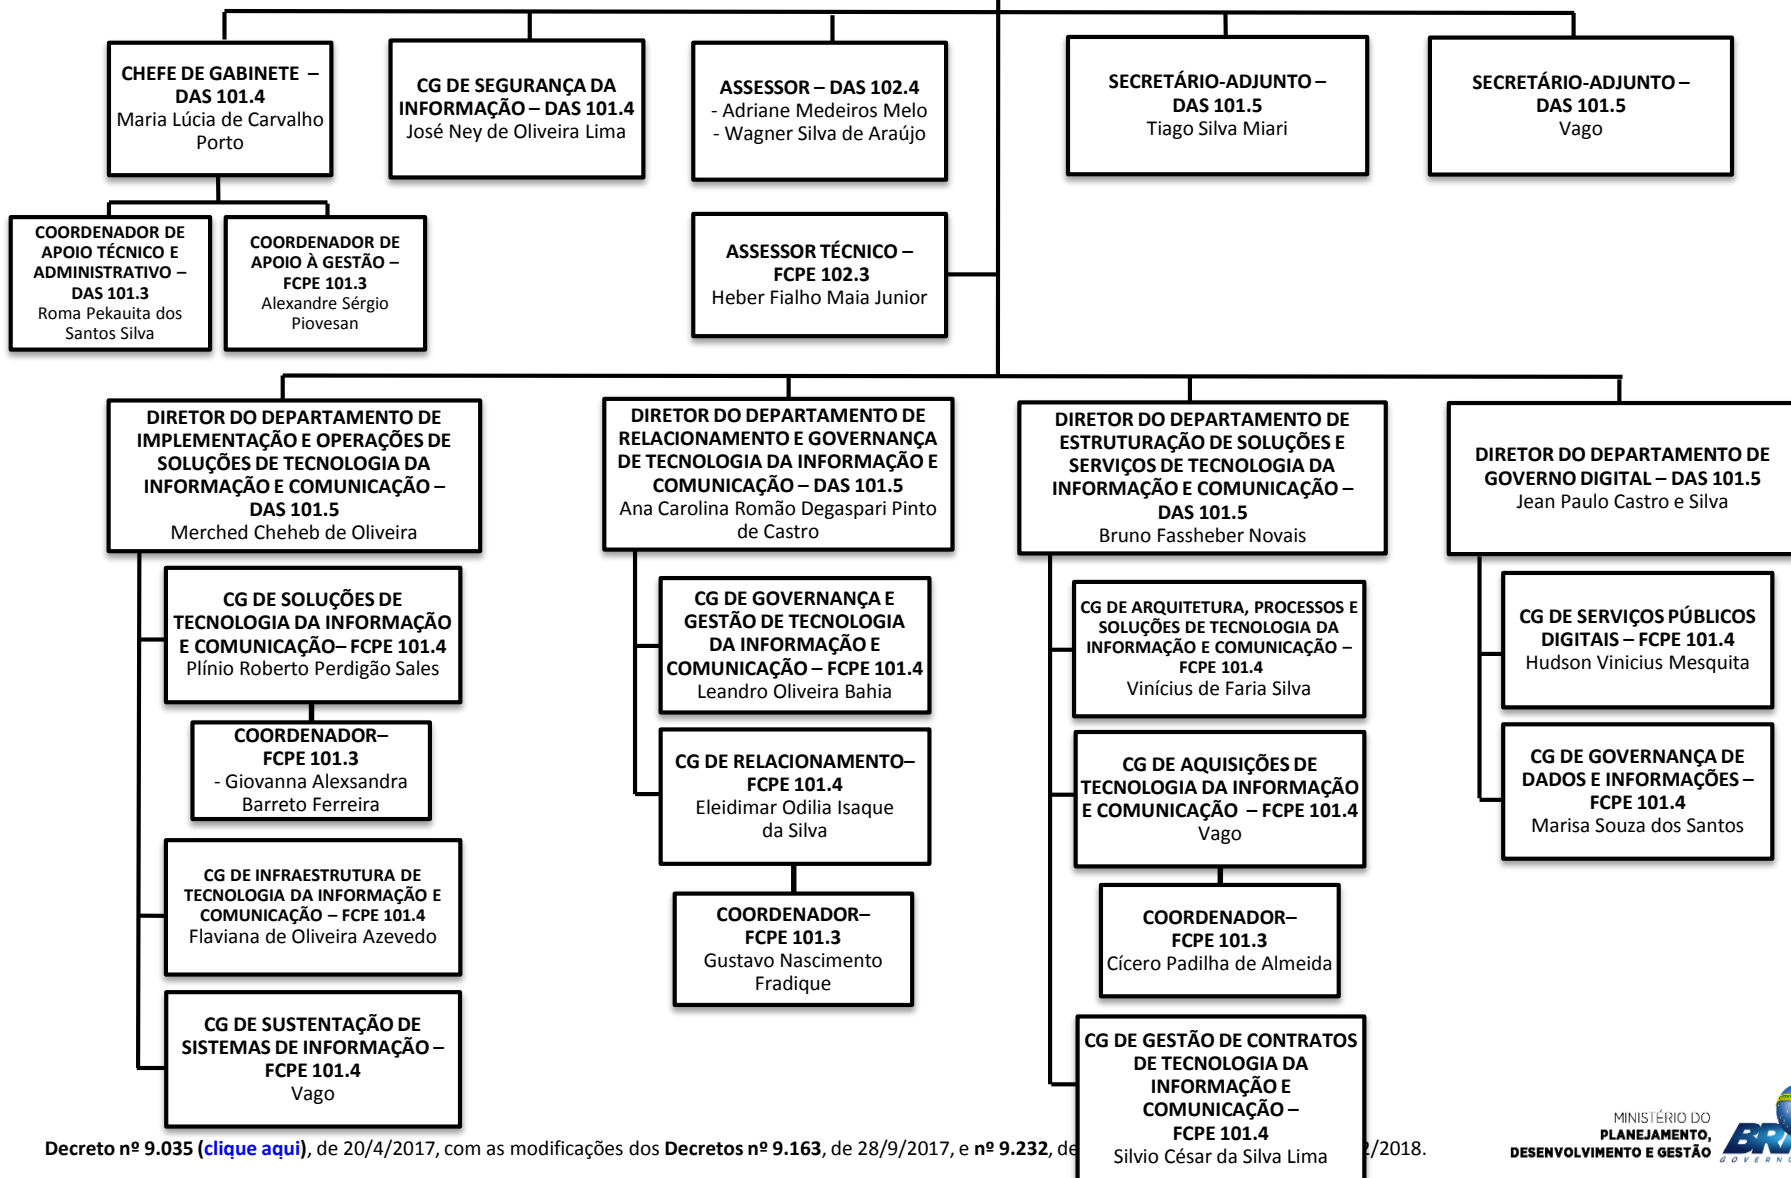 CHEFE DE GABINETE –
DAS 101.4
Maria Lúcia de Carvalho
Porto
CG DE SEGURANÇA DA
INFORMAÇÃO – DAS 101.4
José Ney de Oliveira Lima
ASSESSOR – DAS 102.4
- Adriane Medeiros Melo
- Wagner Silva de Araújo
SECRETÁRIO-ADJUNTO –
DAS 101.5
Tiago Silva Miari
SECRETÁRIO-ADJUNTO –
DAS 101.5
Vago
COORDENADOR DE
APOIO TÉCNICO E
ADMINISTRATIVO –
DAS 101.3
Roma Pekauita dos
Santos Silva
COORDENADOR DE
APOIO À GESTÃO –
FCPE 101.3
Alexandre Sérgio
Piovesan
ASSESSOR TÉCNICO –
FCPE 102.3
Heber Fialho Maia Junior
DIRETOR DO DEPARTAMENTO DE
IMPLEMENTAÇÃO E OPERAÇÕES DE
SOLUÇÕES DE TECNOLOGIA DA
INFORMAÇÃO E COMUNICAÇÃO –
DAS 101.5
Merched Cheheb de Oliveira
CG DE SOLUÇÕES DE
TECNOLOGIA DA INFORMAÇÃO
E COMUNICAÇÃO– FCPE 101.4
Plínio Roberto Perdigão Sales
COORDENADOR–
FCPE 101.3
- Giovanna Alexsandra
Barreto Ferreira
CG DE INFRAESTRUTURA DE
TECNOLOGIA DA INFORMAÇÃO E
COMUNICAÇÃO – FCPE 101.4
Flaviana de Oliveira Azevedo
CG DE SUSTENTAÇÃO DE
SISTEMAS DE INFORMAÇÃO –
FCPE 101.4
Vago
DIRETOR DO DEPARTAMENTO DE
RELACIONAMENTO E GOVERNANÇA
DE TECNOLOGIA DA INFORMAÇÃO E
COMUNICAÇÃO – DAS 101.5
Ana Carolina Romão Degaspari Pinto
de Castro
CG DE GOVERNANÇA E
GESTÃO DE TECNOLOGIA
DA INFORMAÇÃO E
COMUNICAÇÃO – FCPE 101.4
Leandro Oliveira Bahia
CG DE RELACIONAMENTO–
FCPE 101.4
Eleidimar Odilia Isaque
da Silva
COORDENADOR–
FCPE 101.3
Gustavo Nascimento
Fradique
DIRETOR DO DEPARTAMENTO DE
ESTRUTURAÇÃO DE SOLUÇÕES E
SERVIÇOS DE TECNOLOGIA DA
INFORMAÇÃO E COMUNICAÇÃO –
DAS 101.5
Bruno Fassheber Novais
CG DE ARQUITETURA, PROCESSOS E
SOLUÇÕES DE TECNOLOGIA DA
INFORMAÇÃO E COMUNICAÇÃO –
FCPE 101.4
Vinícius de Faria Silva
CG DE AQUISIÇÕES DE
TECNOLOGIA DA INFORMAÇÃO
E COMUNICAÇÃO – FCPE 101.4
Vago
COORDENADOR–
FCPE 101.3
Cícero Padilha de Almeida
CG DE GESTÃO DE CONTRATOS
DE TECNOLOGIA DA
INFORMAÇÃO E
COMUNICAÇÃO –
FCPE 101.4
Silvio César da Silva Lima
DIRETOR DO DEPARTAMENTO DE
GOVERNO DIGITAL – DAS 101.5
Jean Paulo Castro e Silva
CG DE SERVIÇOS PÚBLICOS
DIGITAIS – FCPE 101.4
Hudson Vinicius Mesquita
CG DE GOVERNANÇA DE
DADOS E INFORMAÇÕES –
FCPE 101.4
Marisa Souza dos Santos
Decreto nº 9.035 (clique aqui), de 20/4/2017, com as modificações dos Decretos nº 9.163, de 28/9/2017, e nº 9.232, de 2/2018.
MINISTÉRIO DO
PLANEJAMENTO,
DESENVOLVIMENTO E GESTÃO